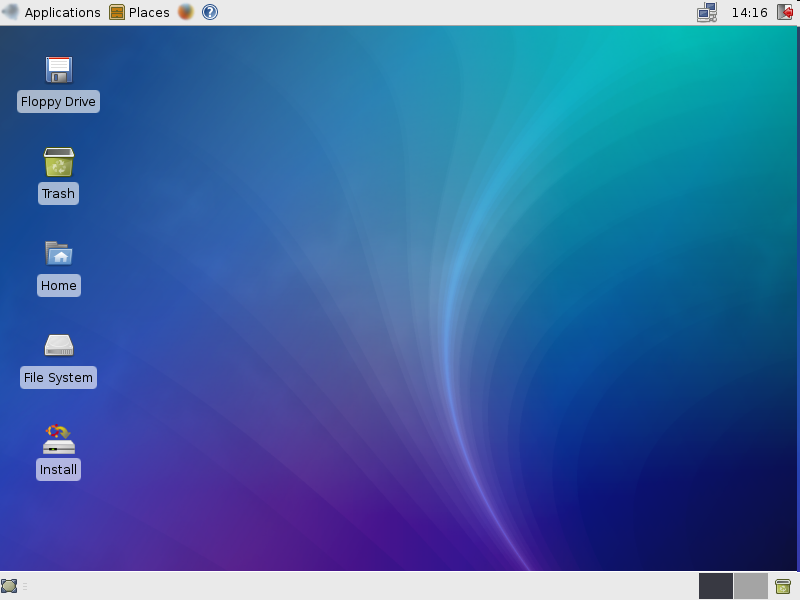 Applications Places 14:16
Floppy Drive
Trash
Home
File System
Install